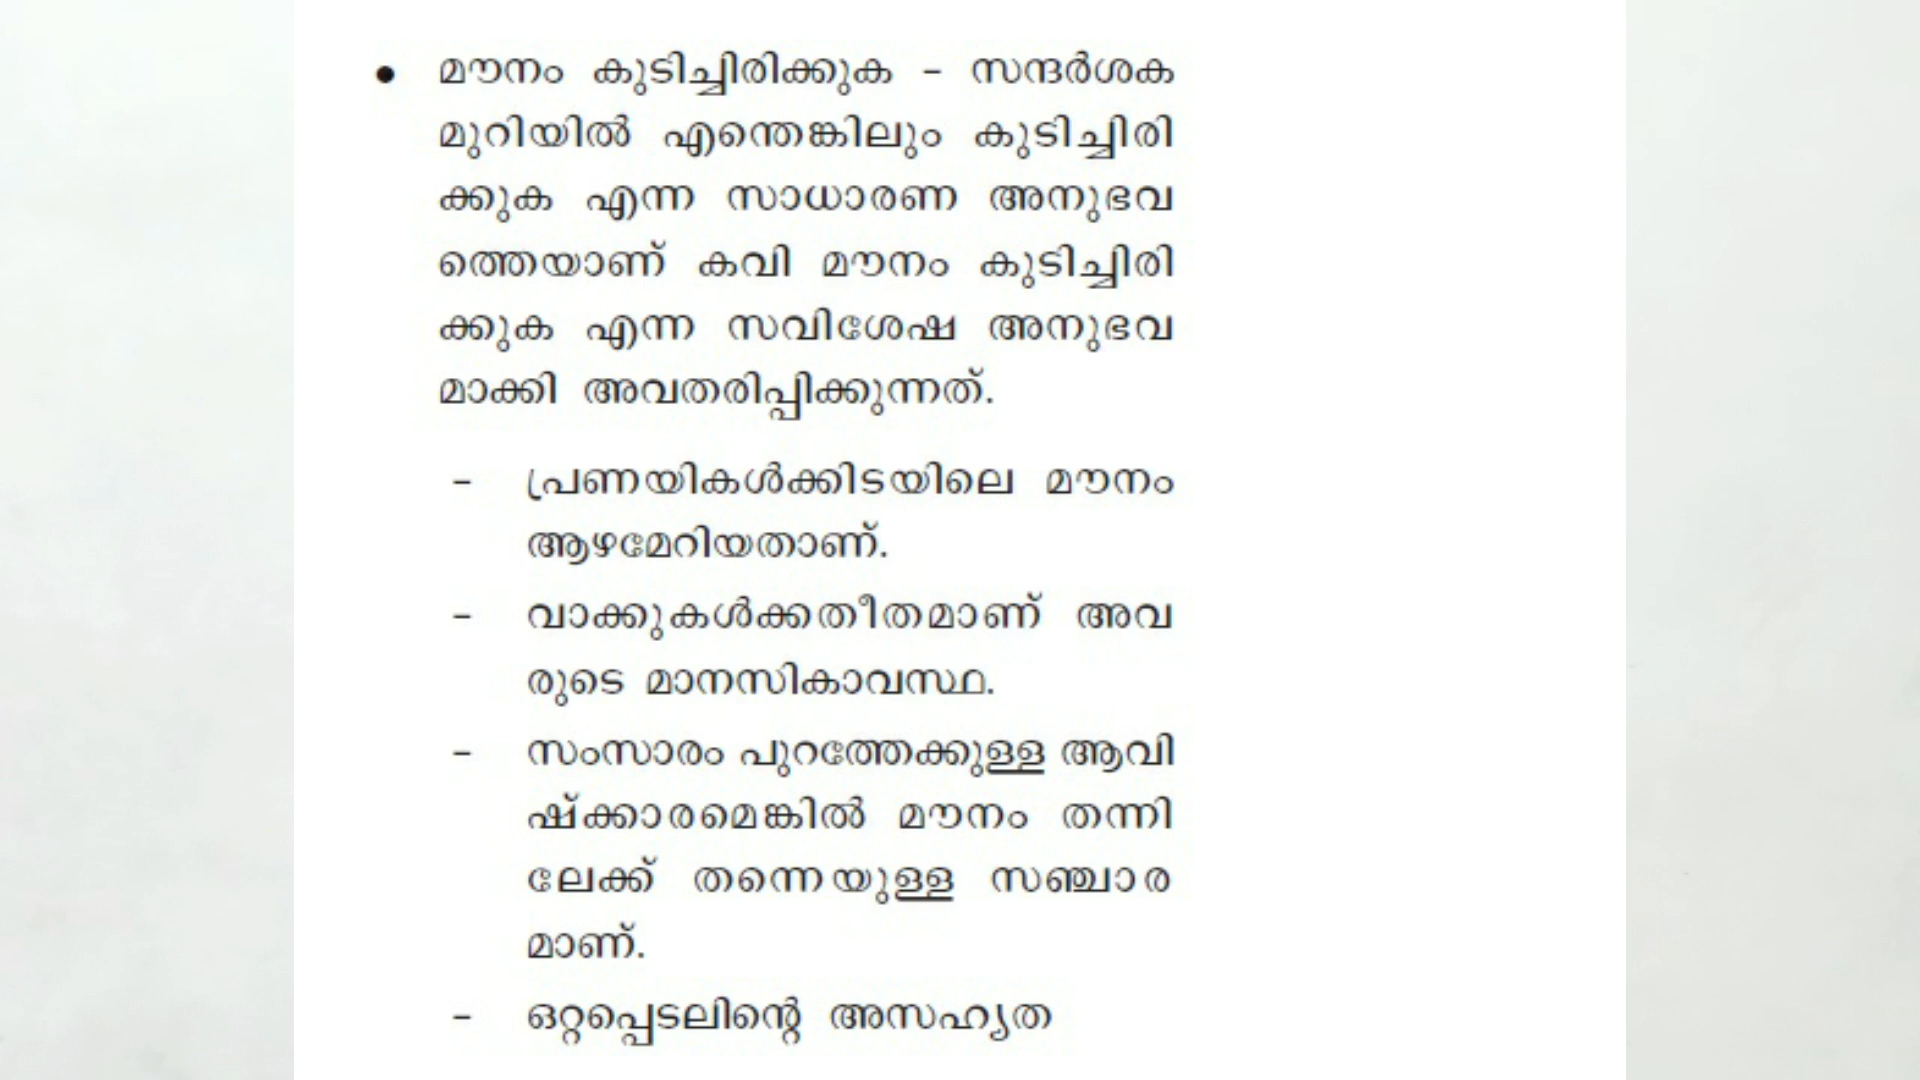 • മൗനം കുടിച്ചിരിക്കുക – സന്ദർശക
മുറിയിൽ എന്തെങ്കിലും കുടിച്ചിരി
ക്കുക എന്ന സാധാരണ അനുഭവ
ത്തെയാണ് കവി മൗനം കുടിച്ചിരി
ക്കുക എന്ന സവിശേഷ അനുഭവ
മാക്കി അവതരിപ്പിക്കുന്നത്.
– പ്രണയികൾക്കിടയിലെ മൗനം
ആഴമേറിയതാണ്.
– വാക്കുകൾക്കതീതമാണ് അവ
രുടെ മാനസികാവസ്ഥ.
– സംസാരം പുറത്തേക്കുള്ള ആവി
ഷ്ക്കാരമെങ്കിൽ മൗനം തന്നി
ലേക്ക് തന്നെയുള്ള സഞ്ചാര
മാണ്.
– ഒറ്റപ്പെടലിന്റെ അസഹ്യത